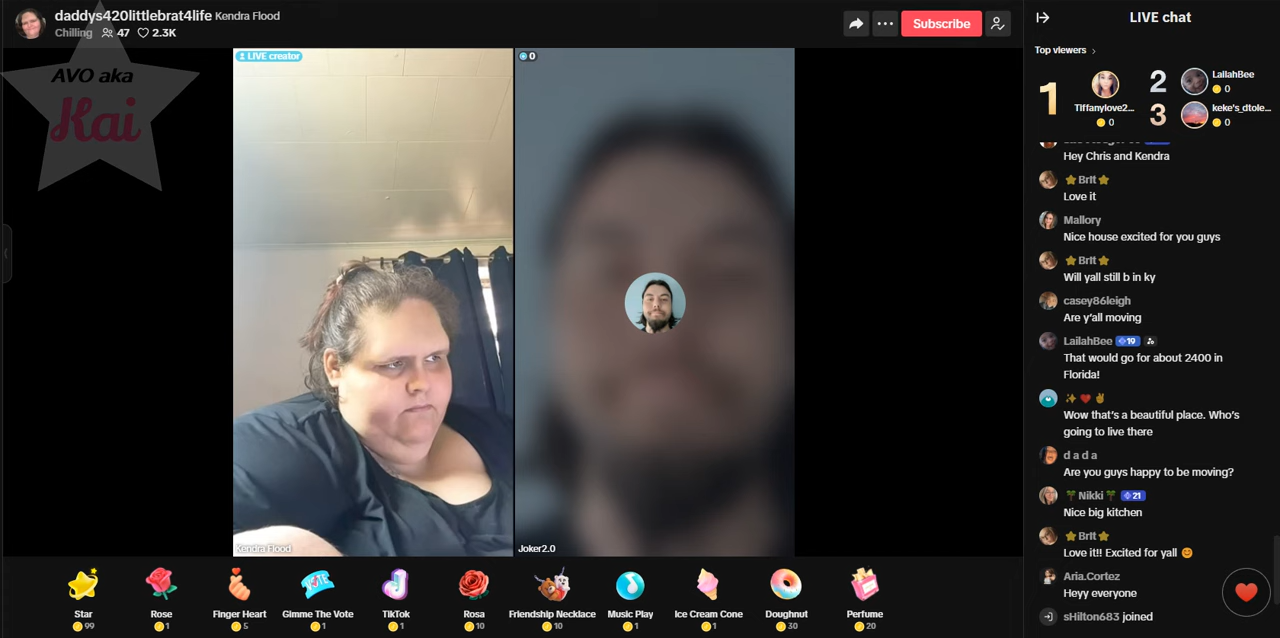 daddys420littlebrat4life Kendra Flood
Chilling 47 2.3K
Subscribe
AVO aka
Kai
LIVE creator
0
Kendra Flood
Joker2.0
Star
99
Rose
1
Finger Heart
5
Gimme The Vote
1
TikTok
1
Rosa
10
Friendship Necklace
10
Music Play
1
Ice Cream Cone
1
Doughnut
30
Perfume
20
LIVE chat
Top viewers
1
Tiffanylove2...
0
2
LailahBee
0
3
keke's_dtole...
0
Hey Chris and Kendra
Brit
Love it
Mallory
Nice house excited for you guys
Brit
Will yall still b in ky
casey86leigh
Are y'all moving
LailahBee 19
That would go for about 2400 in
Florida!
Wow that's a beautiful place. Who's
going to live there
d a d a
Are you guys happy to be moving?
Nikki 21
Nice big kitchen
Brit
Love it!! Excited for yall
Aria.Cortez
Heyy everyone
sHilton683 joined